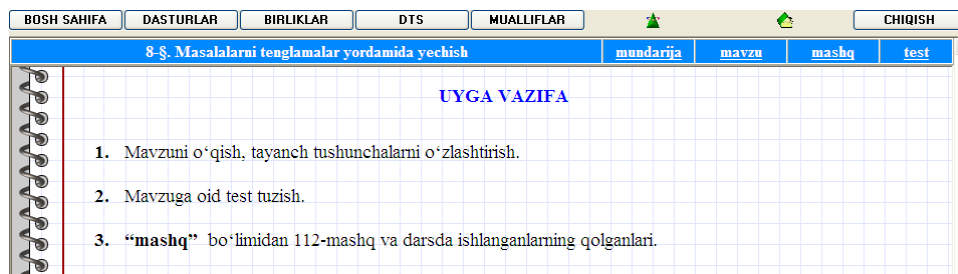 BOSH SAHIFA DASTURLAR BIRLIKLAR DTS MUALLIFLAR CHIQISH
8-§. Masalalarni tenglamalar yordamida yechish mundarija mavzu mashq test
UYGA VAZIFA
1. Mavzuni o‘qish, tayanch tushunchalarni o‘zlashtirish.
2. Mavzuga oid test tuzish.
3. “mashq” bo‘limidan 112-mashq va darsda ishlanganlarning qolganlari.